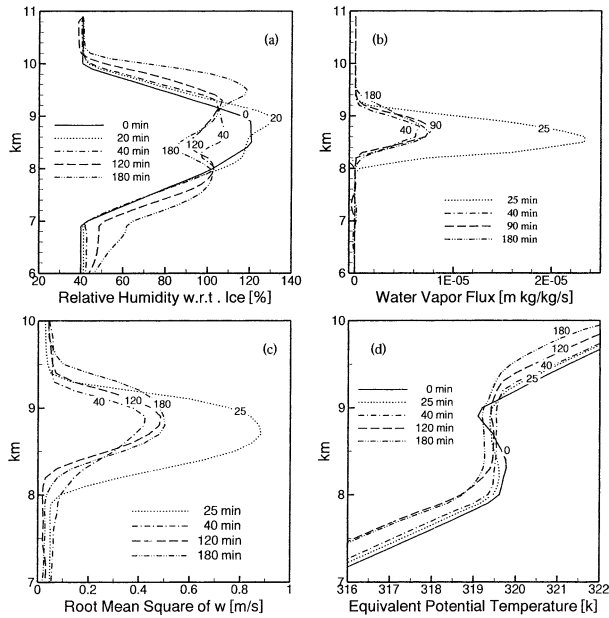 (a)
km
11
10
9
8
7
6
0 min
20 min
40 min
120 min
180 min
0
20
40
120
180
20 40 60 80 100 120 140
Relative Humidity w.r.t . Ice [%]
(b)
km
11
10
9
8
7
6
180
90
40
25
25 min
40 min
90 min
180 min
0 1E-05 2E-05
Water Vapor Flux [m kg/kg/s]
(c)
km
10
9
8
7
40
120
180
25
25 min
40 min
120 min
180 min
0 0.2 0.4 0.6 0.8 1
Root Mean Square of w [m/s]
(d)
km
10
9
8
7
180
120
40
25
0
0 min
25 min
40 min
120 min
180 min
316 317 318 319 320 321 322
Equivalent Potential Temperature [k]